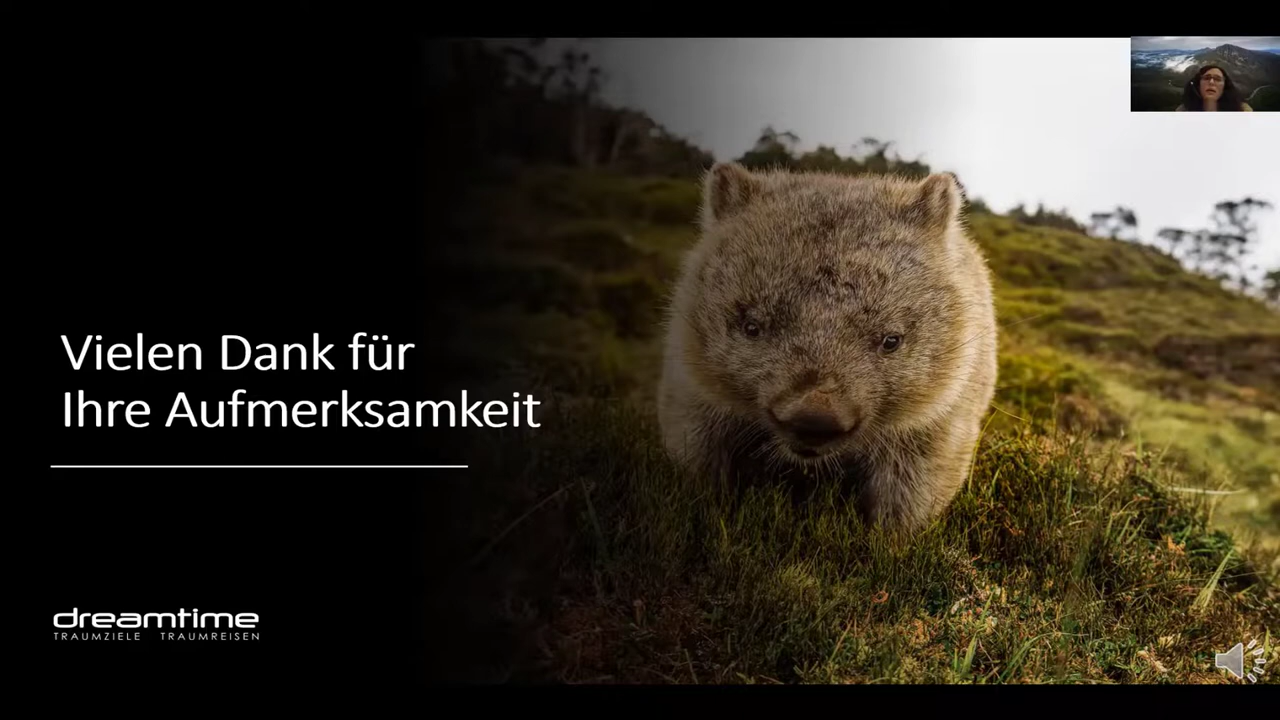 Vielen Dank für
Ihre Aufmerksamkeit
dreamtime
TRAUMZIELE TRAUMREISEN